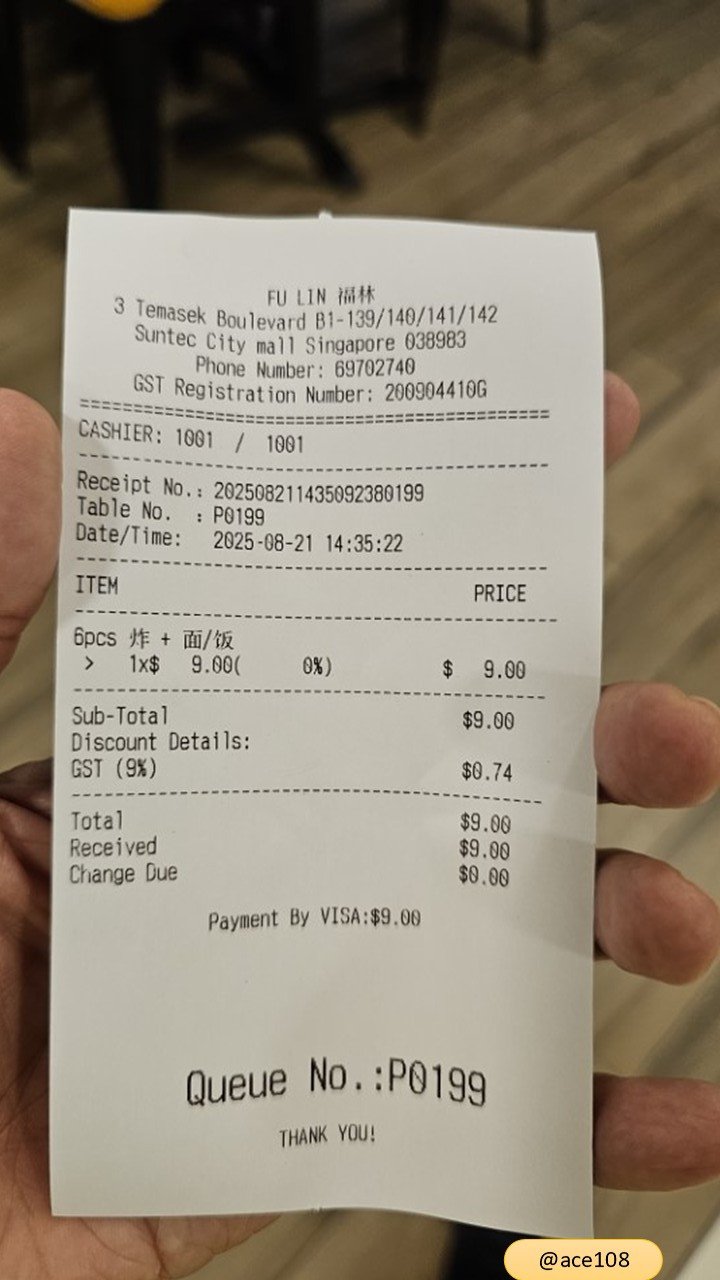 FU LIN 福林
3 Temasek Boulevard B1-139/140/141/142
Suntec City mall Singapore 038983
Phone Number: 69702740
GST Registration Number: 200904410G
==============================================
CASHIER: 1001 / 1001
----------------------------------------------
Receipt No.: 202508211435092380199
Table No. : P0199
Date/Time: 2025-08-21 14:35:22
----------------------------------------------
ITEM PRICE
----------------------------------------------
6pcs 炸 + 面/饭
> 1x$ 9.00( 0%) $ 9.00
----------------------------------------------
Sub-Total $9.00
Discount Details:
GST (9%) $0.74
----------------------------------------------
Total $9.00
Received $9.00
Change Due $0.00
Payment By VISA:$9.00
Queue No.:P0199
THANK YOU!
@ace108